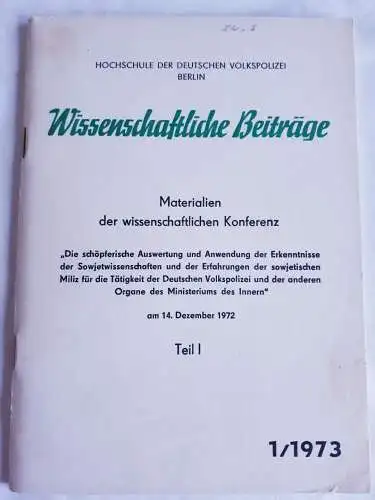 HOCHSCHULE DER DEUTSCHEN VOLKSPOLIZEI
BERLIN
Wissenschaftliche Beiträge
Materialien
der wissenschaftlichen Konferenz
„Die schöpferische Auswertung und Anwendung der Erkenntnisse
der Sowjetwissenschaften und der Erfahrungen der sowjetischen
Miliz für die Tätigkeit der Deutschen Volkspolizei und der anderen
Organe des Ministeriums des Innern“
am 14. Dezember 1972
Teil I
1/1973